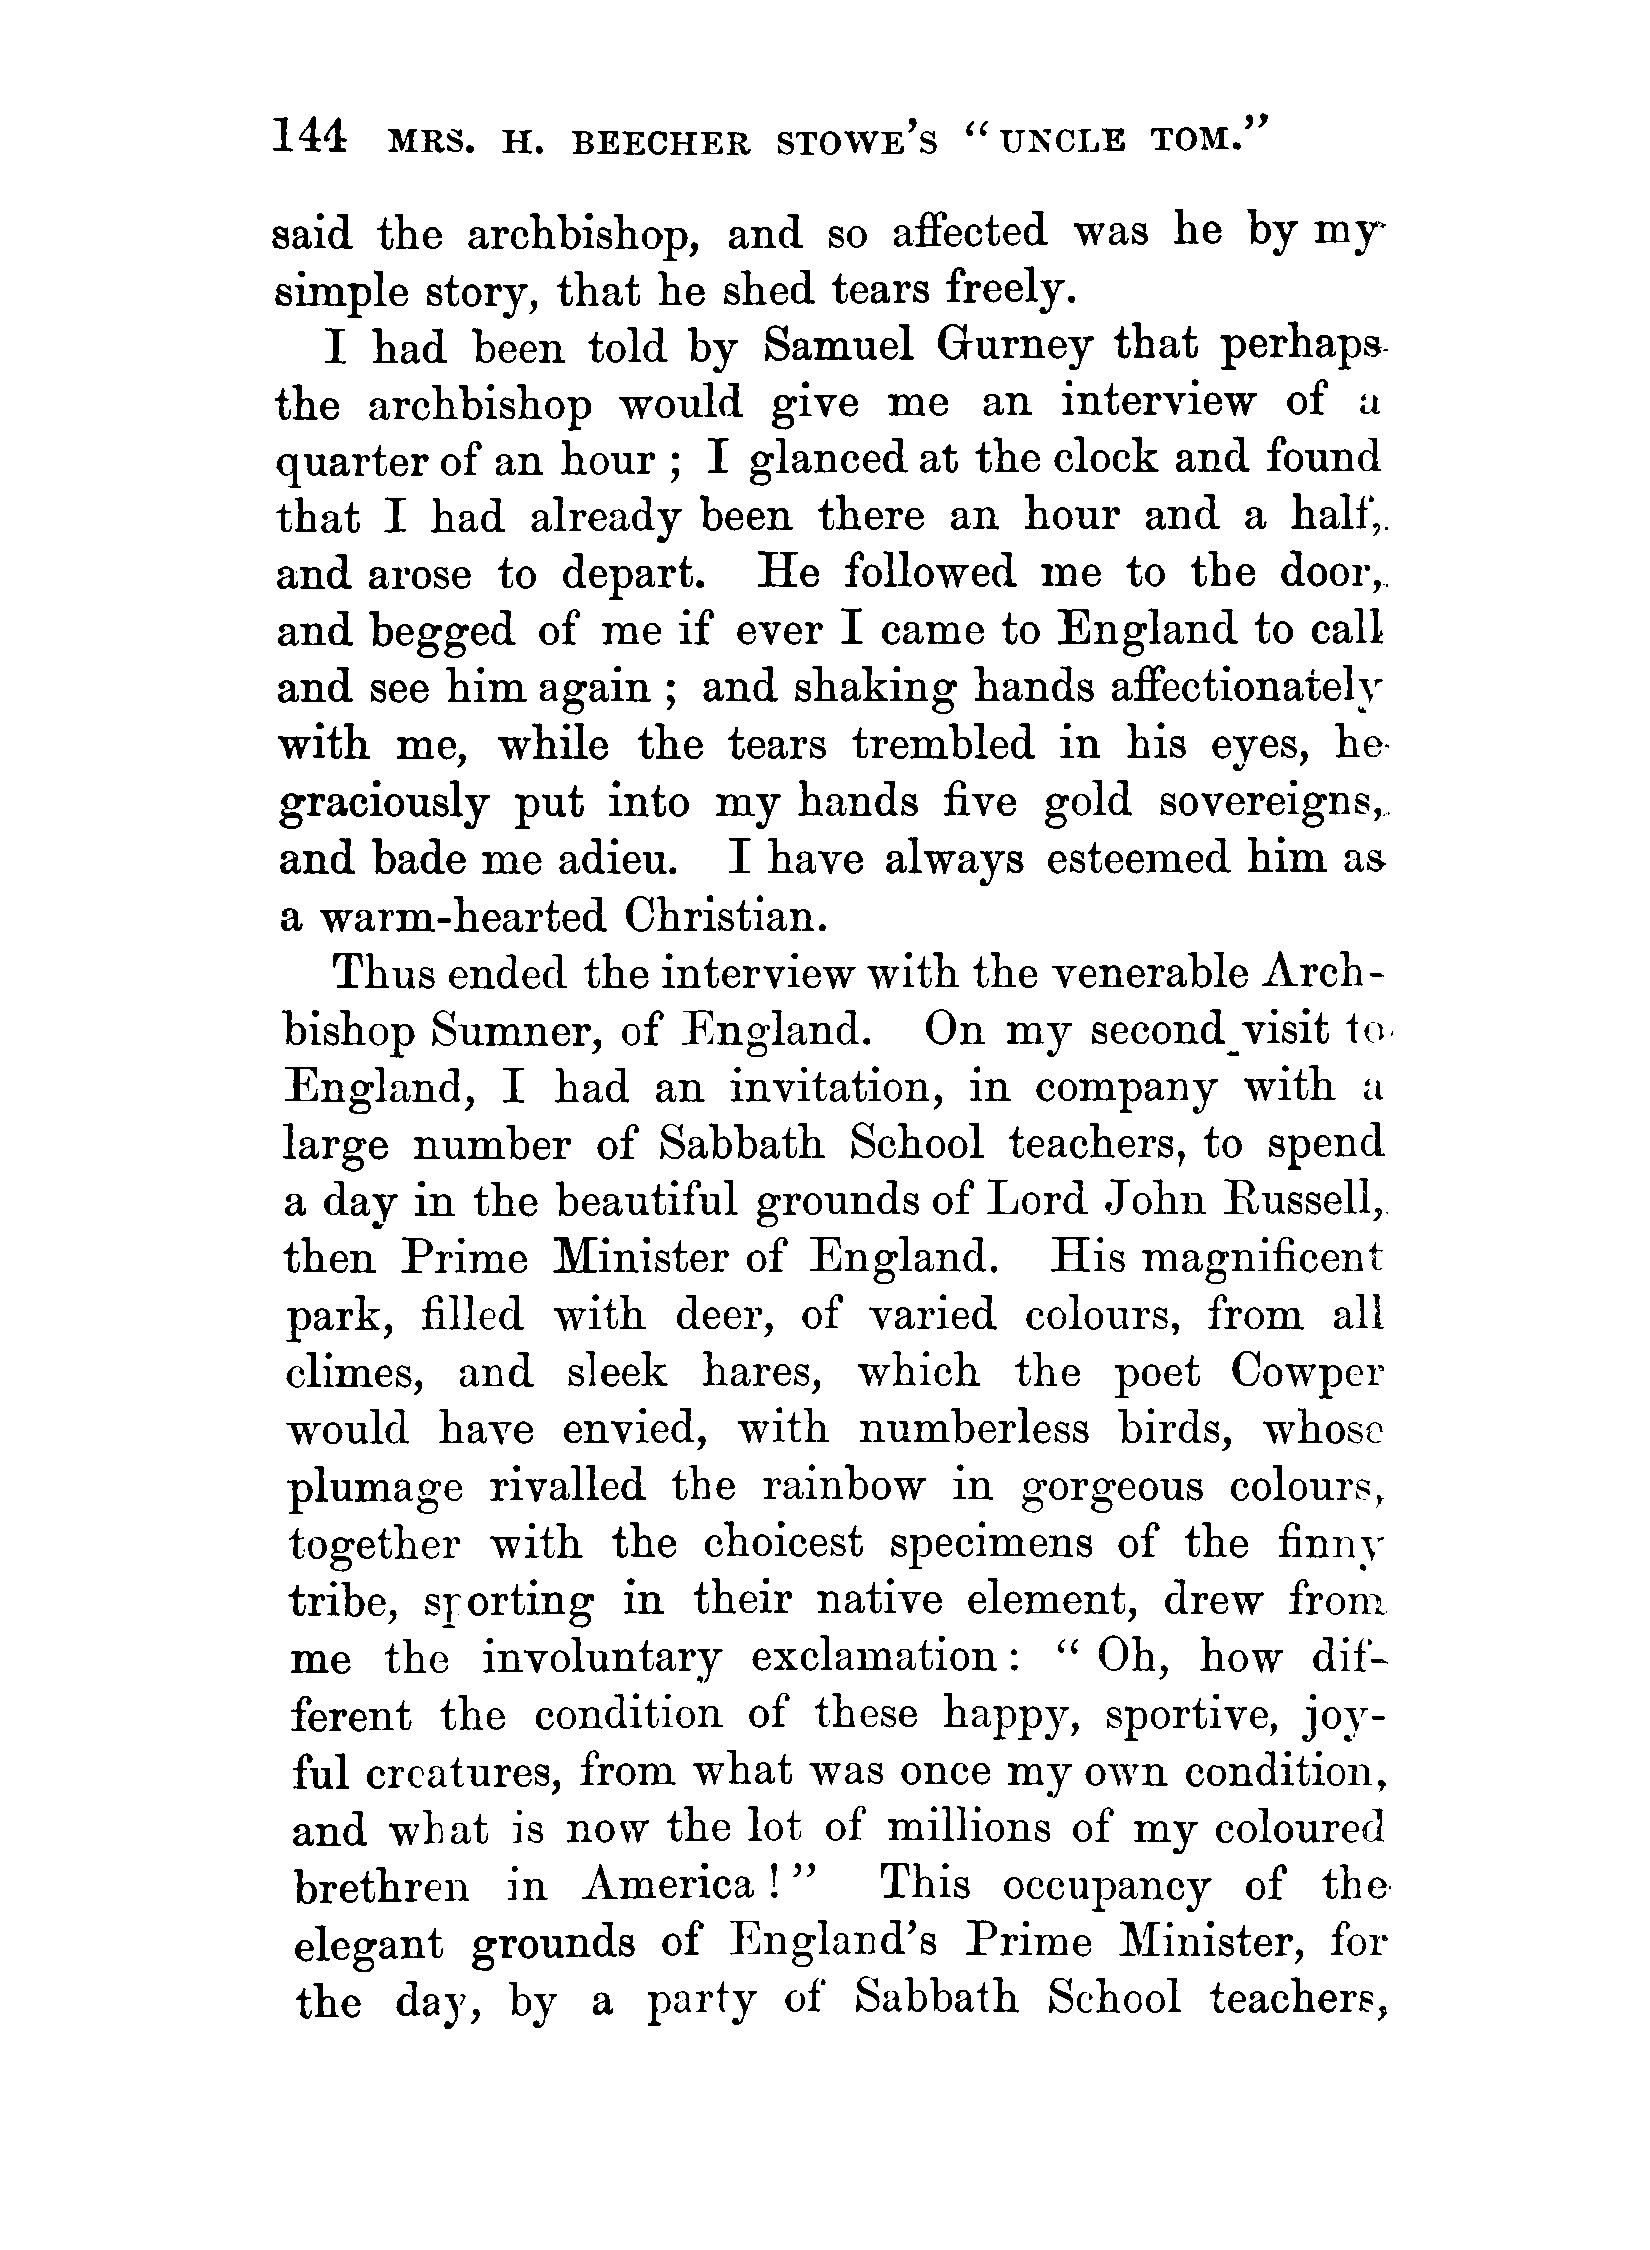 144 MRS. H. BEECHER STOWE'S "UNCLE TOM."
said the archbishop, and so affected was he by my
simple story, that he shed tears freely.
I had been told by Samuel Gurney that perhaps
the archbishop would give me an interview of a
quarter of an hour ; I glanced at the clock and found
that I had already been there an hour and a half,
and arose to depart. He followed me to the door,
and begged of me if ever I came to England to call
and see him again ; and shaking hands affectionately
with me, while the tears trembled in his eyes, he
graciously put into my hands five gold sovereigns,
and bade me adieu. I have always esteemed him as
a warm-hearted Christian.
Thus ended the interview with the venerable Arch-
bishop Sumner, of England. On my second visit to
England, I had an invitation, in company with a
large number of Sabbath School teachers, to spend
a day in the beautiful grounds of Lord John Russell,
then Prime Minister of England. His magnificent
park, filled with deer, of varied colours, from all
climes, and sleek hares, which the poet Cowper
would have envied, with numberless birds, whose
plumage rivalled the rainbow in gorgeous colours,
together with the choicest specimens of the finny
tribe, sporting in their native element, drew from
me the involuntary exclamation: "Oh, how dif-
ferent the condition of these happy, sportive, joy-
ful creatures, from what was once my own condition,
and what is now the lot of millions of my coloured
brethren in America!" This occupancy of the
elegant grounds of England's Prime Minister, for
the day, by a party of Sabbath School teachers,